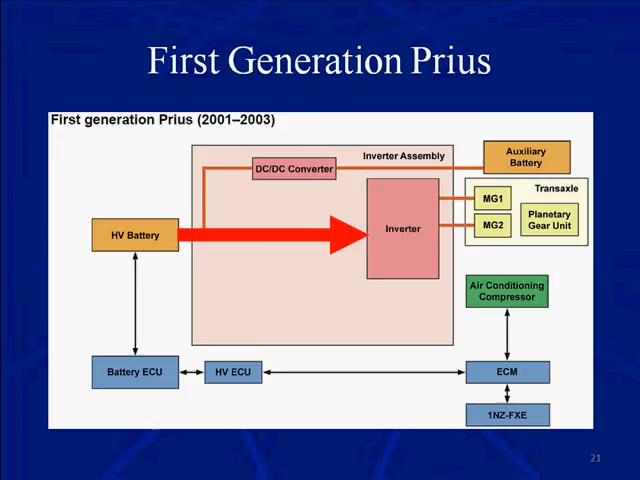 First Generation Prius
First generation Prius (2001–2003)
Inverter Assembly
DC/DC Converter
Auxiliary
Battery
Transaxle
MG1
MG2
Planetary
Gear Unit
HV Battery
Inverter
Air Conditioning
Compressor
Battery ECU
HV ECU
ECM
1NZ-FXE
21